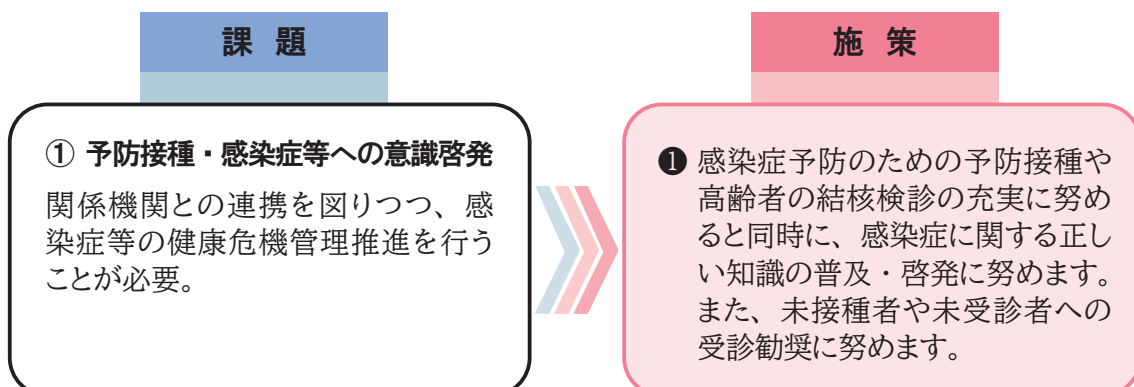 課 題
① 予防接種・感染症等への意識啓発
関係機関との連携を図りつつ、感
染症等の健康危機管理推進を行う
ことが必要。
施 策
❶ 感染症予防のための予防接種や
高齢者の結核検診の充実に努め
ると同時に、感染症に関する正し
い知識の普及・啓発に努めます。
また、未接種者や未受診者への
受診勧奨に努めます。